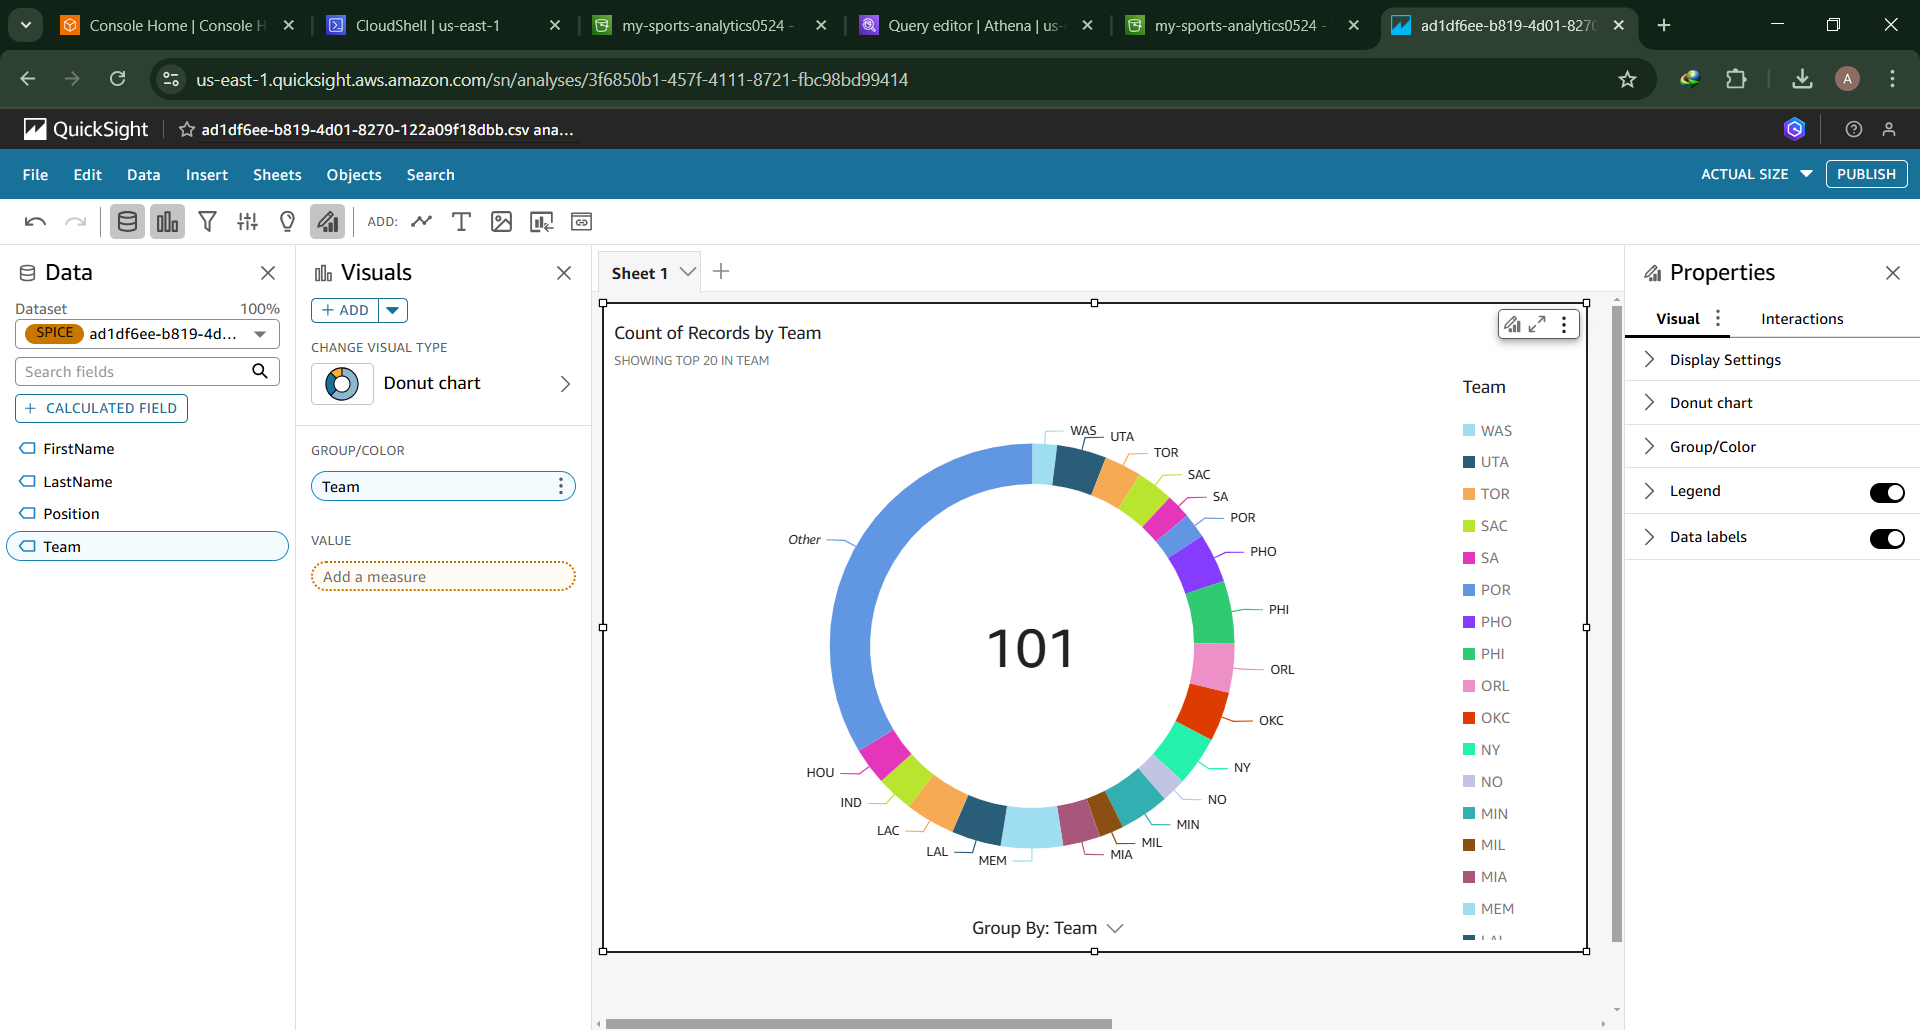 Console Home | Console H
CloudShell | us-east-1
my-sports-analytics0524 -
Query editor | Athena | us-
my-sports-analytics0524 -
ad1df6ee-b819-4d01-827
us-east-1.quicksight.aws.amazon.com/sn/analyses/3f6850b1-457f-4111-8721-fbc98bd99414
A
QuickSight
ad1df6ee-b819-4d01-8270-122a09f18dbb.csv ana...
File
Edit
Data
Insert
Sheets
Objects
Search
ACTUAL SIZE
PUBLISH
ADD:
Data
Dataset
100%
SPICE
ad1df6ee-b819-4d...
Search fields
+ CALCULATED FIELD
FirstName
LastName
Position
Team
Visuals
+ ADD
CHANGE VISUAL TYPE
Donut chart
GROUP/COLOR
Team
VALUE
Add a measure
Sheet 1
Count of Records by Team
SHOWING TOP 20 IN TEAM
WAS
UTA
TOR
SAC
SA
POR
PHO
PHI
ORL
OKC
NY
NO
MIN
MIL
MIA
MEM
LAL
LAC
IND
HOU
Other
101
Group By: Team
Team
WAS
UTA
TOR
SAC
SA
POR
PHO
PHI
ORL
OKC
NY
NO
MIN
MIL
MIA
MEM
LAL
Properties
Visual
Interactions
Display Settings
Donut chart
Group/Color
Legend
Data labels